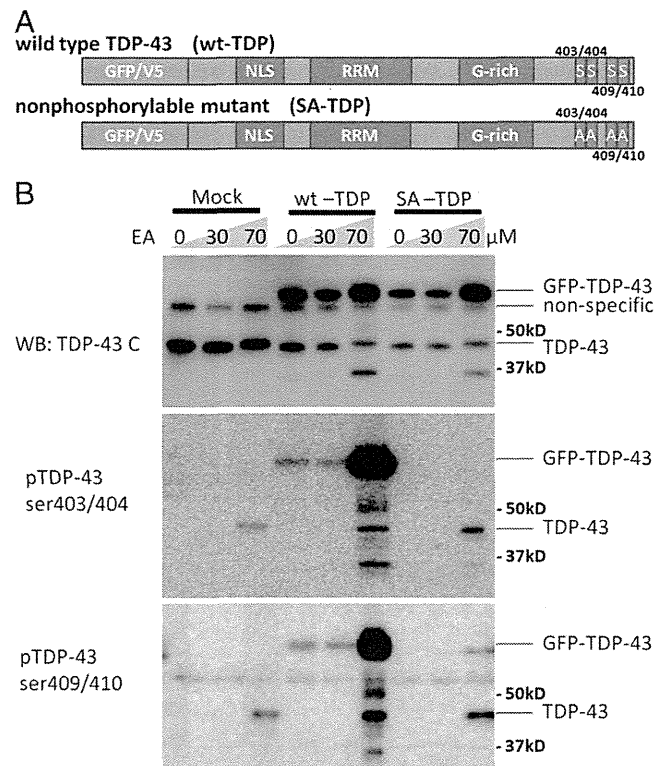 A
wild type TDP-43 (wt-TDP)
403/404
GFP/V5 NLS RRM G-rich SS SS
409/410
nonphosphorylable mutant (SA-TDP)
403/404
GFP/V5 NLS RRM G-rich AA AA
409/410
B
Mock wt –TDP SA –TDP
EA 0 30 70 0 30 70 0 30 70 μM
GFP-TDP-43
non-specific
- 50kD
WB: TDP-43 C TDP-43
- 37kD
GFP-TDP-43
pTDP-43
ser403/404
- 50kD
TDP-43
- 37kD
GFP-TDP-43
pTDP-43
ser409/410
- 50kD
TDP-43
- 37kD